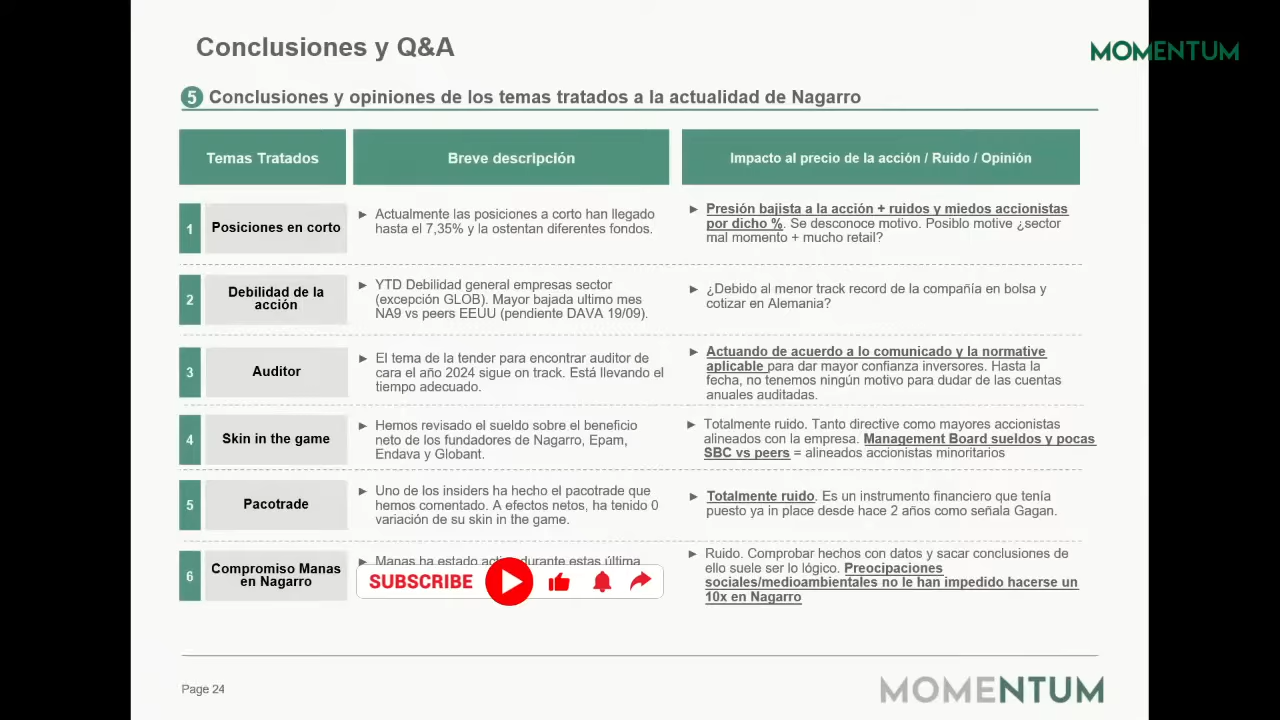 Conclusiones y Q&A
MOMENTUM
5 Conclusiones y opiniones de los temas tratados a la actualidad de Nagarro
Temas Tratados
Breve descripción
Impacto al precio de la acción / Ruido / Opinión
1
Posiciones en corto
► Actualmente las posiciones a corto han llegado
hasta el 7,35% y la ostentan diferentes fondos.
► Presión bajista a la acción + ruidos y miedos accionistas
por dicho %. Se desconoce motivo. Posiblo motive ¿sector
mal momento + mucho retail?
2
Debilidad de la
acción
► YTD Debilidad general empresas sector
(excepción GLOB). Mayor bajada ultimo mes
NA9 vs peers EEUU (pendiente DAVA 19/09).
► ¿Debido al menor track record de la compañía en bolsa y
cotizar en Alemania?
3
Auditor
► El tema de la tender para encontrar auditor de
cara el año 2024 sigue on track. Está llevando el
tiempo adecuado.
► Actuando de acuerdo a lo comunicado y la normative
aplicable para dar mayor confianza inversores. Hasta la
fecha, no tenemos ningún motivo para dudar de las cuentas
anuales auditadas.
4
Skin in the game
► Hemos revisado el sueldo sobre el beneficio
neto de los fundadores de Nagarro, Epam,
Endava y Globant.
► Totalmente ruido. Tanto directive como mayores accionistas
alineados con la empresa. Management Board sueldos y pocas
SBC vs peers = alineados accionistas minoritarios
5
Pacotrade
► Uno de los insiders ha hecho el pacotrade que
hemos comentado. A efectos netos, ha tenido 0
variación de su skin in the game.
► Totalmente ruido. Es un instrumento financiero que tenía
puesto ya in place desde hace 2 años como señala Gagan.
6
Compromiso Manas
en Nagarro
► Manas ha estado durante estas última
SUBSCRIBE
► Ruido. Comprobar hechos con datos y sacar conclusiones de
ello suele ser lo lógico. Preocipaciones
sociales/medioambientales no le han impedido hacerse un
10x en Nagarro
Page 24
MOMENTUM